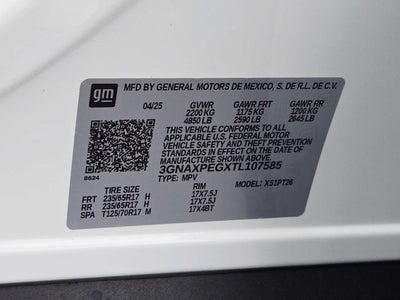 gm
MFD BY GENERAL MOTORS DE MEXICO, S. DE R.L. DE C.V.
04/25 GVWR GAWR FRT GAWR RR
2200 KG 1175 KG 1200 KG
4850 LB 2590 LB 2645 LB
THIS VEHICLE CONFORMS TO ALL APPLICABLE
U.S. FEDERAL MOTOR VEHICLE SAFETY
VEHICLE SAFETY AND THEFT PREVENTION
STANDARDS IN EFFECT ON THE DATE OF
MANUFACTURE SHOWN ABOVE.
3GNAXPEGXTL107585
8624 TYPE: MPV
TIRE SIZE RIM MODEL: XS1PT26
FRT 235/65R17 H 17X7.5J
RR 235/65R17 H 17X7.5J
SPA T125/70R17 M 17X4BT